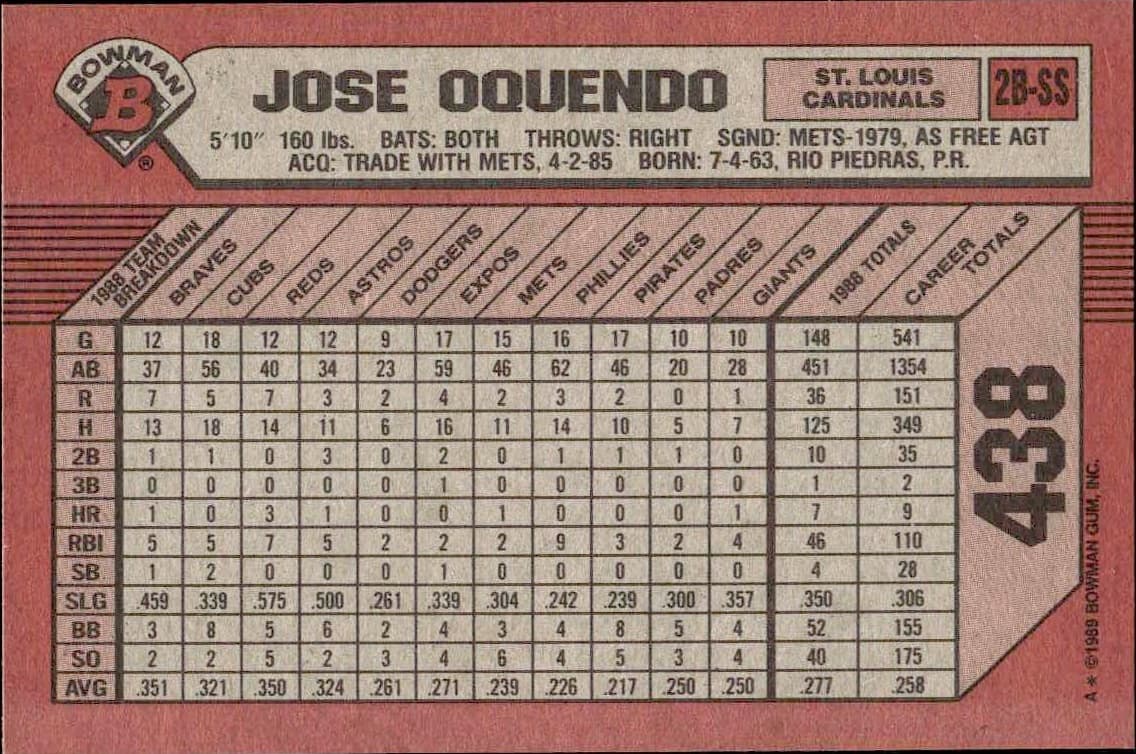 BOWMAN
B
®
JOSE OQUENDO
ST. LOUIS
CARDINALS
2B-SS
5'10" 160 lbs. BATS: BOTH THROWS: RIGHT SGND: METS-1979, AS FREE AGT
ACQ: TRADE WITH METS, 4-2-85 BORN: 7-4-63, RIO PIEDRAS, P.R.
1988 TEAM
BREAKDOWN
BRAVES
CUBS
REDS
ASTROS
DODGERS
EXPOS
METS
PHILLIES
PIRATES
PADRES
GIANTS
1988 TOTALS
CAREER
TOTALS
G 12 18 12 12 9 17 15 16 17 10 10 148 541
AB 37 56 40 34 23 59 46 62 46 20 28 451 1354
R 7 5 7 3 2 4 2 3 2 0 1 36 151
H 13 18 14 11 6 16 11 14 10 5 7 125 349
2B 1 1 0 3 0 2 0 1 1 1 0 10 35
3B 0 0 0 0 0 1 0 0 0 0 0 1 2
HR 1 0 3 1 0 0 1 0 0 0 1 7 9
RBI 5 5 7 5 2 2 2 9 3 2 4 46 110
SB 1 2 0 0 0 1 0 0 0 0 0 4 28
SLG .459 .339 .575 .500 .261 .339 .304 .242 .239 .300 .357 .350 .306
BB 3 8 5 6 2 4 3 4 8 5 4 52 155
SO 2 2 5 2 3 4 6 4 5 3 4 40 175
AVG .351 .321 .350 .324 .261 .271 .239 .226 .217 .250 .250 .277 .258
438
A * ©1989 BOWMAN GUM, INC.